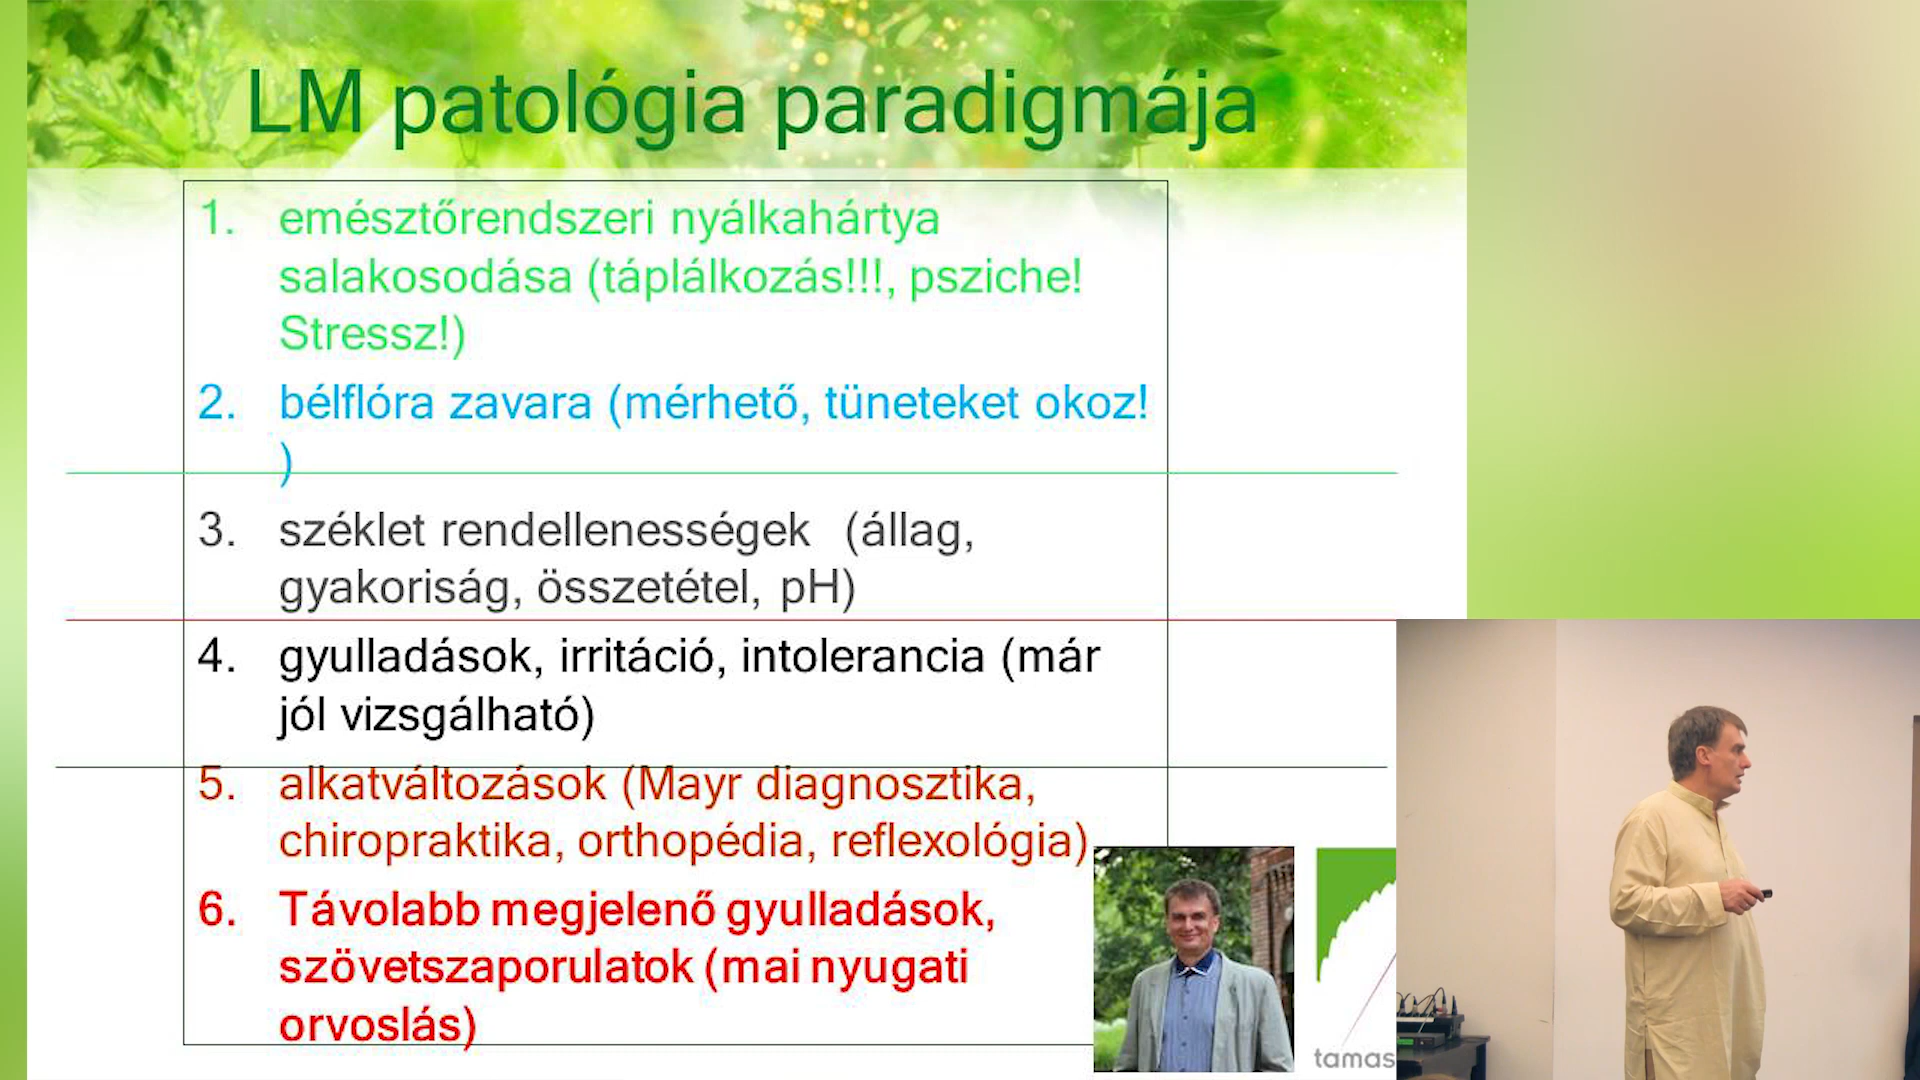 LM patológia paradigmája
1. emésztőrendszeri nyálkahártya
salakosodása (táplálkozás!!!, psziche!
Stressz!)
2. bélflóra zavara (mérhető, tüneteket okoz!
)
3. széklet rendellenességek (állag,
gyakoriság, összetétel, pH)
4. gyulladások, irritáció, intolerancia (már
jól vizsgálható)
5. alkatváltozások (Mayr diagnosztika,
chiropraktika, orthopédia, reflexológia)
6. Távolabb megjelenő gyulladások,
szövetszaporulatok (mai nyugati
orvoslás)
tamas